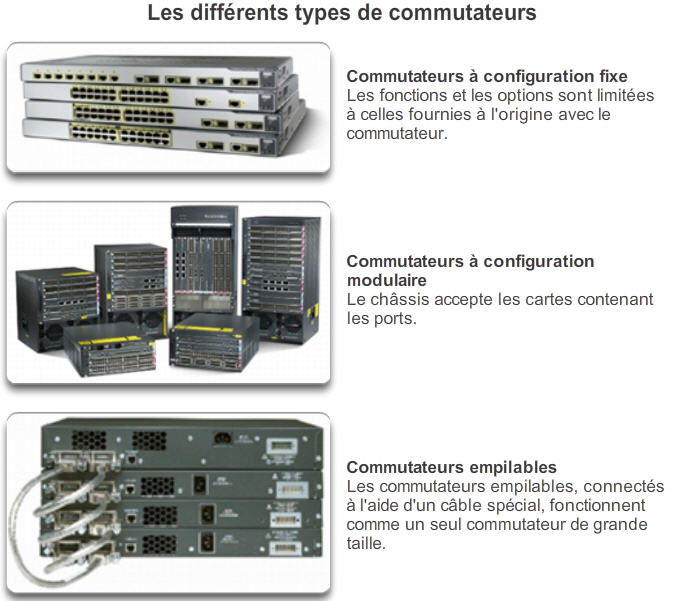 Les différents types de commutateurs
Commutateurs à configuration fixe
Les fonctions et les options sont limitées
à celles fournies à l'origine avec le
commutateur.
Commutateurs à configuration
modulaire
Le châssis accepte les cartes contenant
les ports.
Commutateurs empilables
Les commutateurs empilables, connectés
à l'aide d'un câble spécial, fonctionnent
comme un seul commutateur de grande
taille.